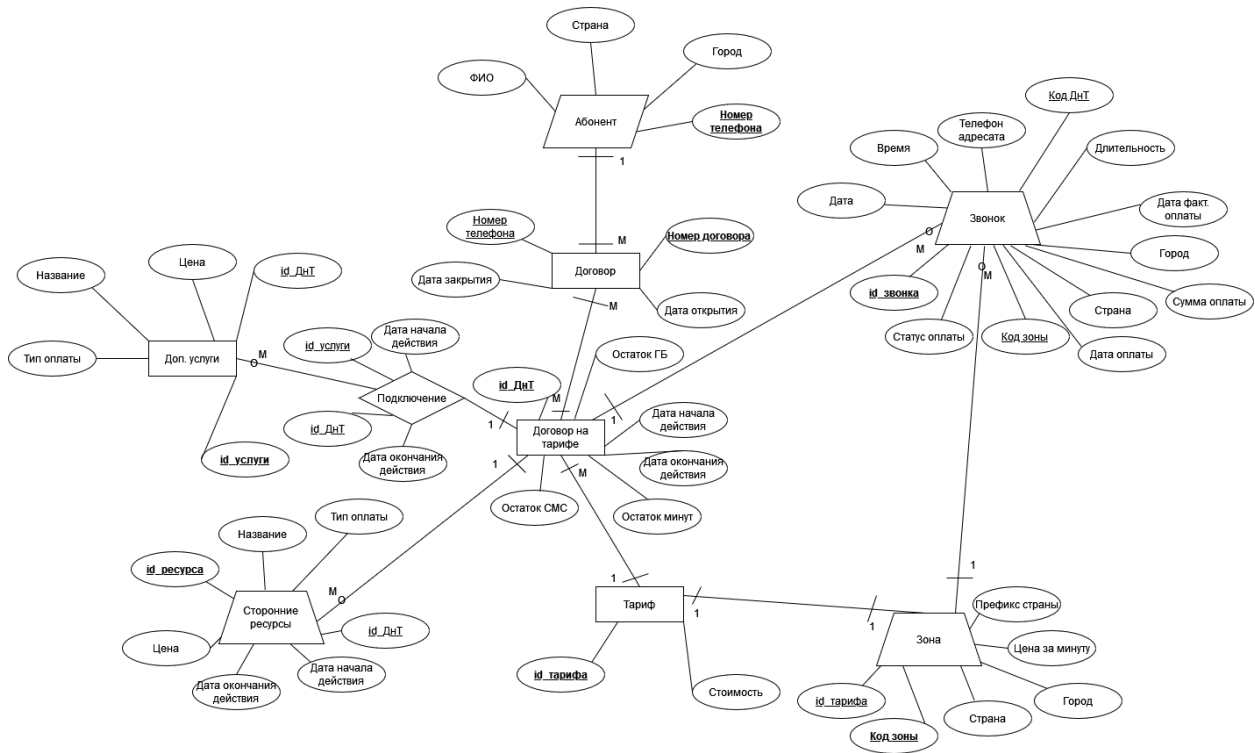 Страна
Город
ФИО
Абонент
Номер
телефона
1
Код ДнТ
Телефон
адресата
Время
Длительность
Дата
Звонок
Дата факт.
оплаты
Город
Сумма оплаты
Страна
Дата оплаты
Код зоны
Статус оплаты
id_звонка
О
М
О
М
Номер
телефона
М
Номер договора
Договор
Дата закрытия
Дата открытия
М
Цена
id_ДнТ
Название
Тип оплаты
Доп. услуги
М
О
id_услуги
id_услуги
Дата начала
действия
Подключение
id_ДнТ
Дата окончания
действия
Остаток ГБ
id_ДнТ
М
1
1
1
Договор на
тарифе
Дата начала
действия
Дата окончания
действия
М
Остаток СМС
Остаток минут
Тип оплаты
Название
id_ресурса
М
О
Сторонние
ресурсы
id_ДнТ
Цена
Дата начала
действия
Дата окончания
действия
1
Тариф
1
id_тарифа
Стоимость
1
1
Префикс страны
Зона
Цена за минуту
id_тарифа
Город
Страна
Код зоны